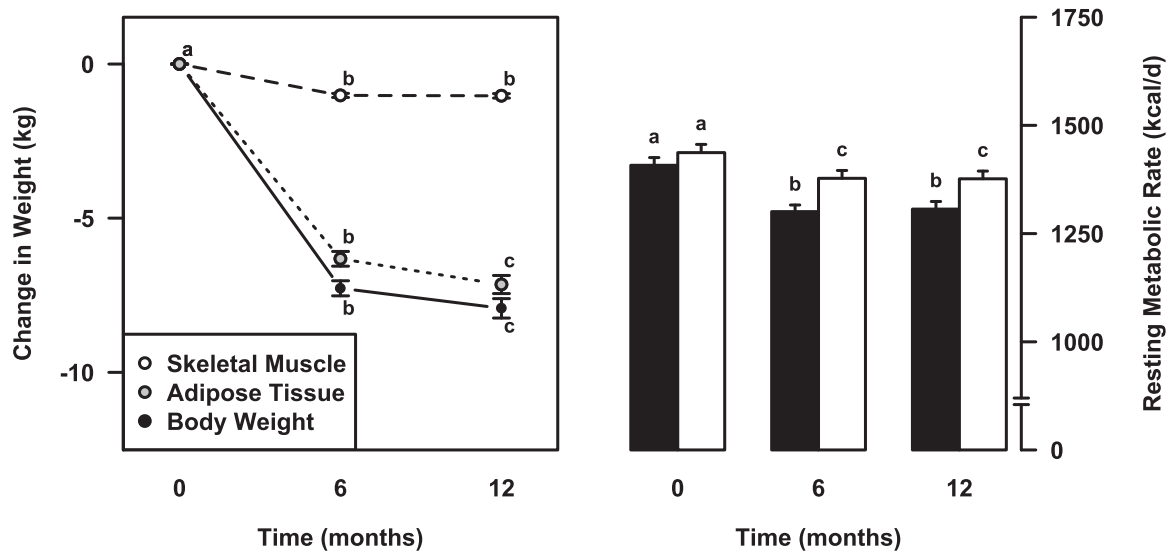 Change in Weight (kg)
0
-5
-10
a
b
b
b
c
b
c
Skeletal Muscle
Adipose Tissue
Body Weight
0 6 12
Time (months)
a a
b c
b c
0 6 12
Time (months)
1750
1500
1250
1000
0
Resting Metabolic Rate (kcal/d)